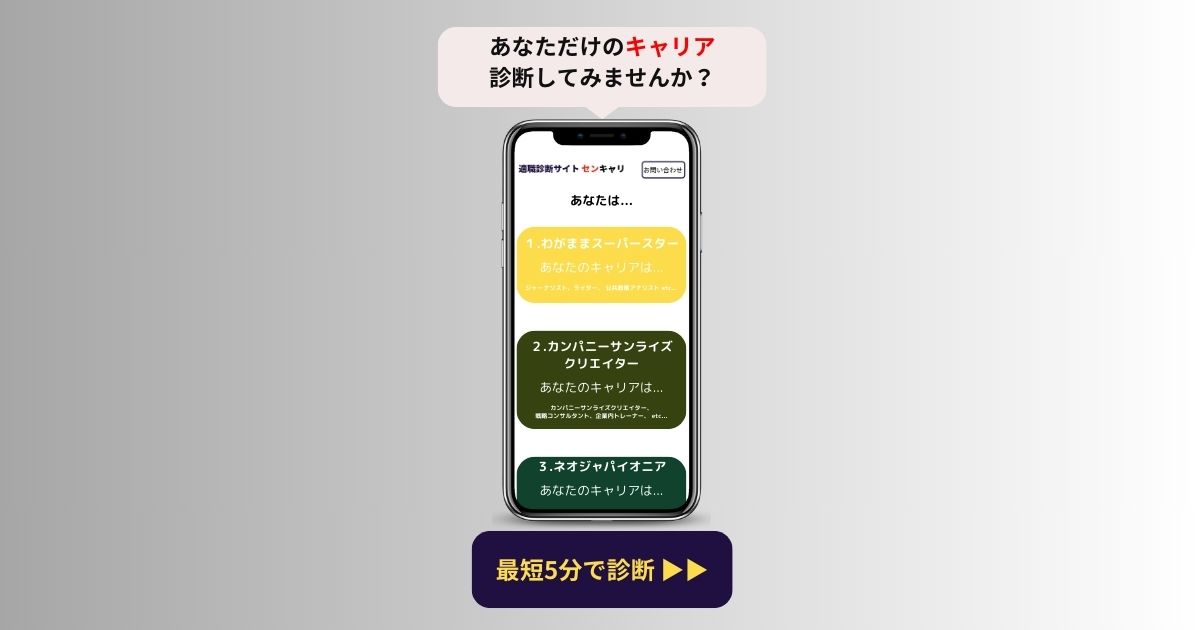 あなただけのキャリア
診断してみませんか？
適職診断サイト センキャリ
お問い合わせ
あなたは…
１.わがままスーパースター
あなたのキャリアは…
ジャーナリスト、ライター、 公共政策アナリスト etc…
２.カンパニーサンライズ
クリエイター
あなたのキャリアは…
カンパニーサンライズクリエイター、
戦略コンサルタント、企業内トレーナー、 etc…
３.ネオジャパイオニア
あなたのキャリアは…
最短5分で診断 ▶▶